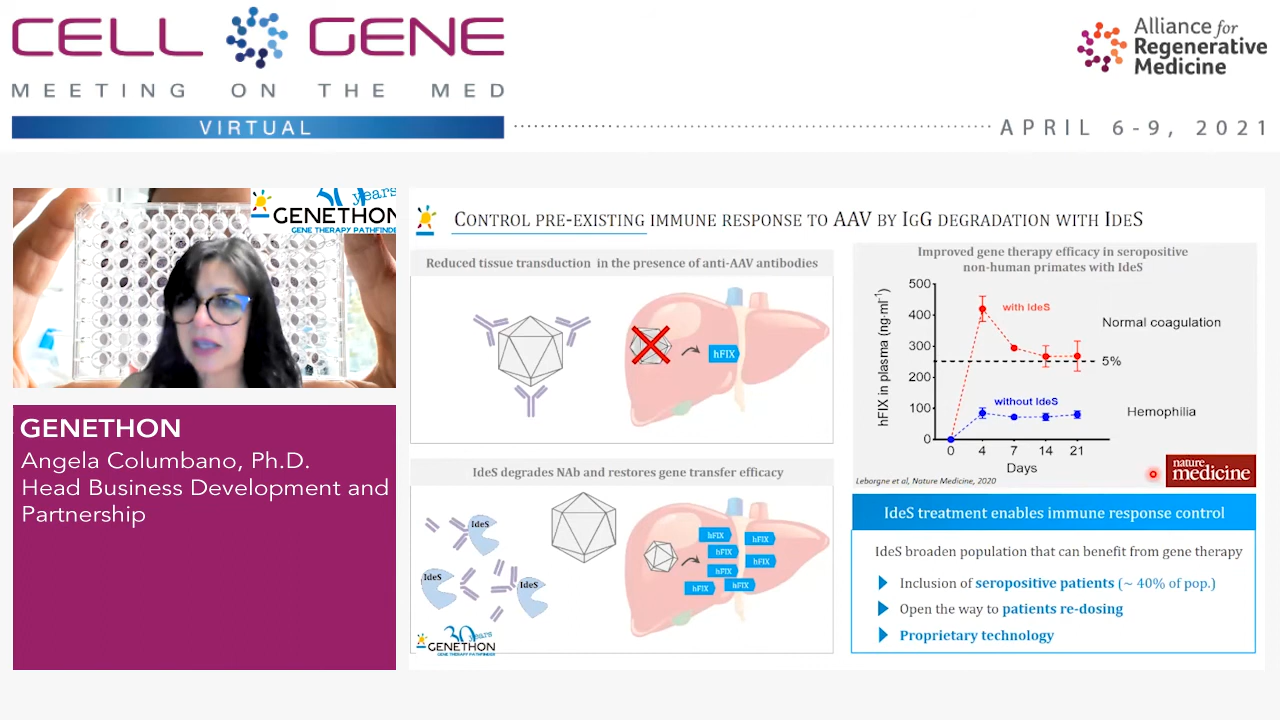 CELL GENE
MEETING ON THE MED
VIRTUAL
Alliance for
Regenerative
Medicine
APRIL 6-9, 2021
30 years
GENETHON
GENE THERAPY PATHFINDER
GENETHON
Angela Columbano, Ph.D.
Head Business Development and
Partnership
CONTROL PRE-EXISTING IMMUNE RESPONSE TO AAV BY IGG DEGRADATION WITH IDES
Reduced tissue transduction in the presence of anti-AAV antibodies
hFIX
IdeS degrades NAb and restores gene transfer efficacy
IdeS
IdeS
IdeS
hFIX
hFIX
hFIX
hFIX
hFIX
hFIX
hFIX
30 years
GENETHON
GENE THERAPY PATHFINDER
Improved gene therapy efficacy in seropositive
non-human primates with IdeS
hFIX in plasma (ng·ml-1)
500
400
300
200
100
0
with IdeS
without IdeS
Normal coagulation
5%
Hemophilia
0 4 7 14 21
Days
Leborgne et al, Nature Medicine, 2020
nature
medicine
IdeS treatment enables immune response control
IdeS broaden population that can benefit from gene therapy
Inclusion of seropositive patients (~ 40% of pop.)
Open the way to patients re-dosing
Proprietary technology